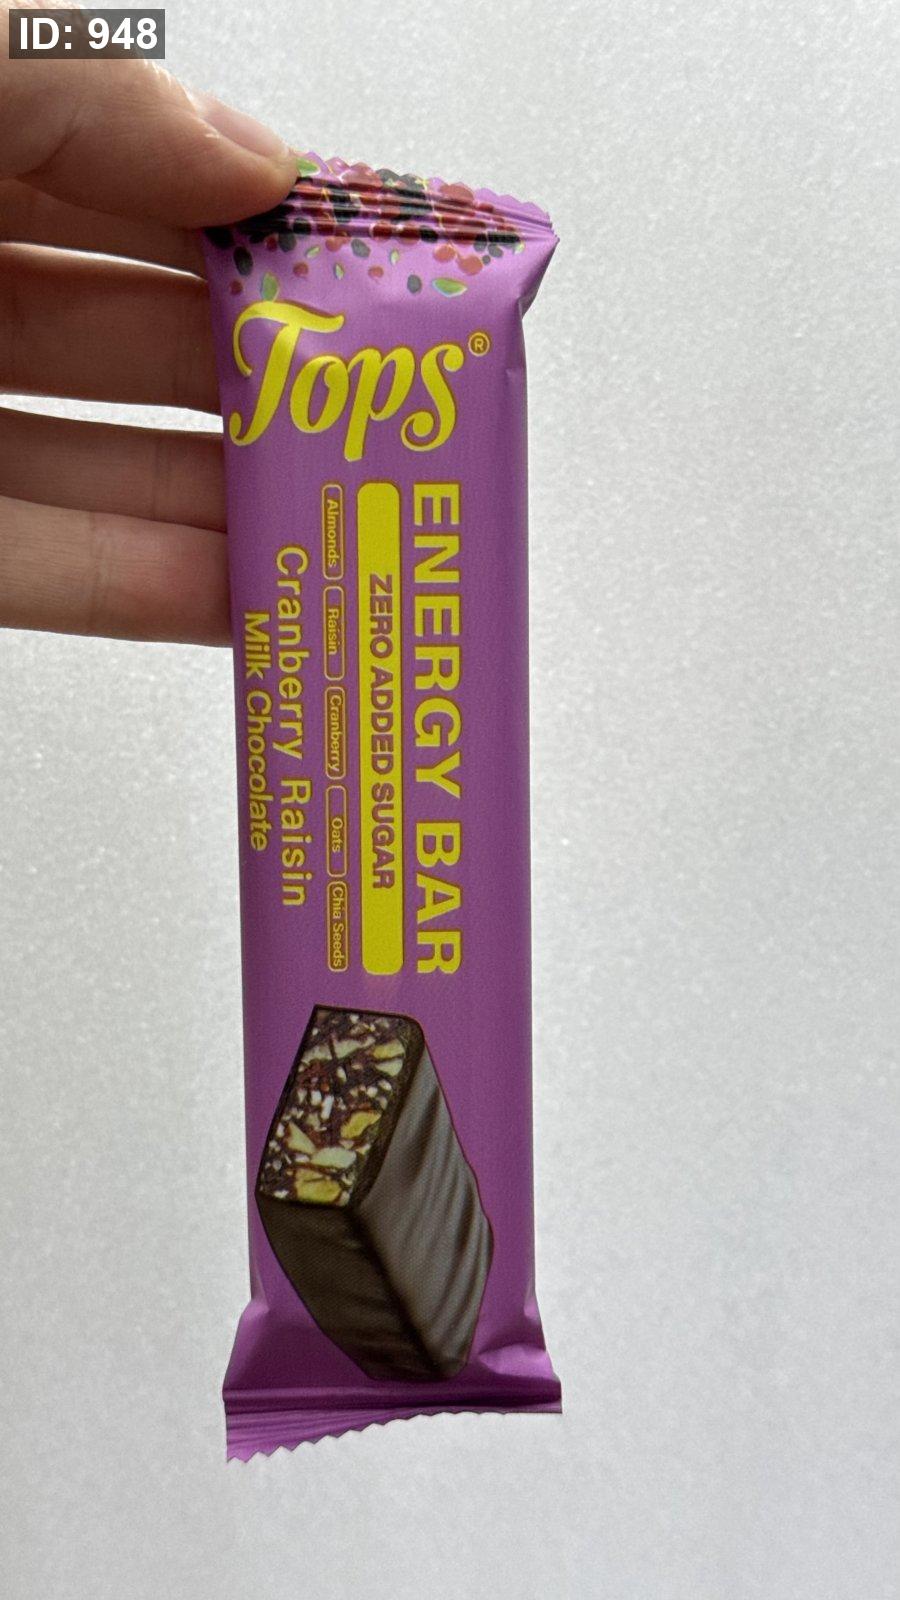 ID: 948
Tops®
ENERGY BAR
ZERO ADDED SUGAR
Almonds Raisin Cranberry Oats Chia Seeds
Cranberry Raisin
Milk Chocolate